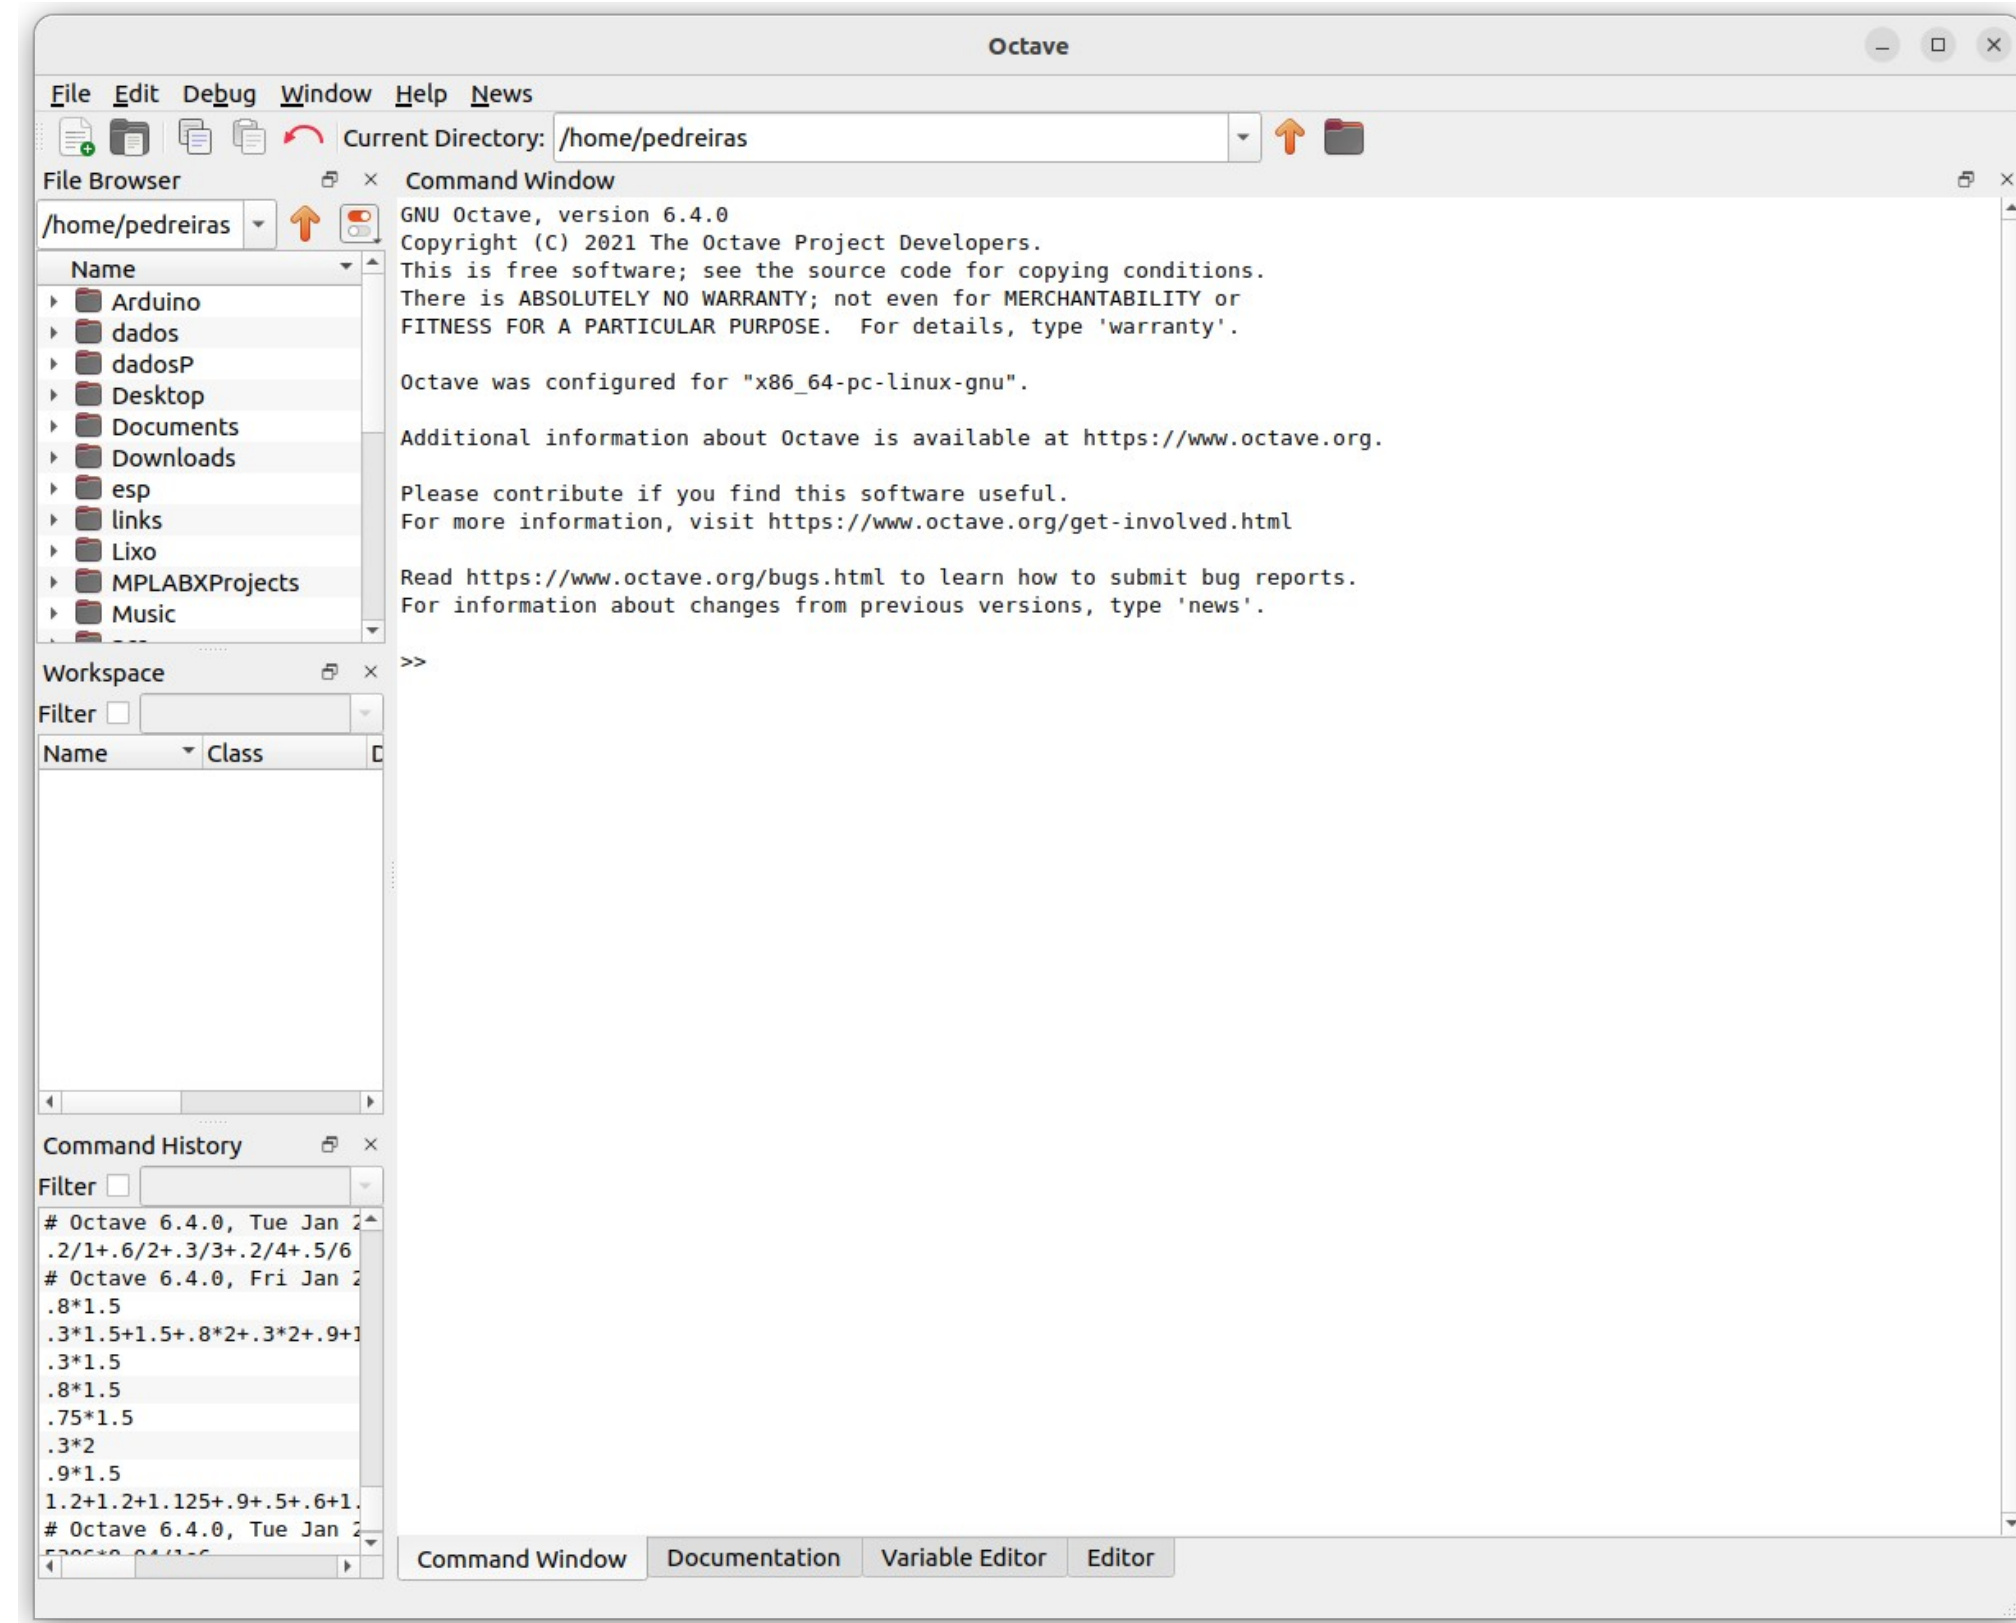 Octave
File Edit Debug Window Help News
Current Directory: /home/pedreiras
File Browser
/home/pedreiras
Name
Arduino
dados
dadosP
Desktop
Documents
Downloads
esp
links
Lixo
MPLABXProjects
Music
Workspace
Filter
Name Class D
Command History
Filter
# Octave 6.4.0, Tue Jan 2
.2/1+.6/2+.3/3+.2/4+.5/6
# Octave 6.4.0, Fri Jan 2
.8*1.5
.3*1.5+1.5+.8*2+.3*2+.9+1
.3*1.5
.8*1.5
.75*1.5
.3*2
.9*1.5
1.2+1.2+1.125+.9+.5+.6+1.
# Octave 6.4.0, Tue Jan 2
Command Window
GNU Octave, version 6.4.0
Copyright (C) 2021 The Octave Project Developers.
This is free software; see the source code for copying conditions.
There is ABSOLUTELY NO WARRANTY; not even for MERCHANTABILITY or
FITNESS FOR A PARTICULAR PURPOSE.  For details, type 'warranty'.
Octave was configured for "x86_64-pc-linux-gnu".
Additional information about Octave is available at https://www.octave.org.
Please contribute if you find this software useful.
For more information, visit https://www.octave.org/get-involved.html
Read https://www.octave.org/bugs.html to learn how to submit bug reports.
For information about changes from previous versions, type 'news'.
>>
Command Window Documentation Variable Editor Editor